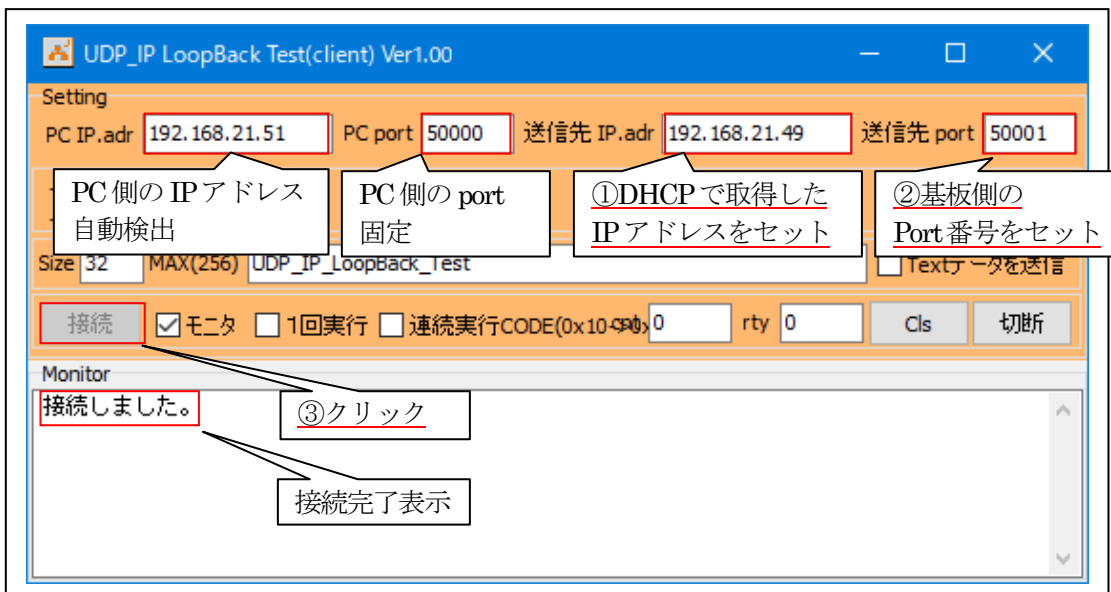 UDP_IP LoopBack Test(client) Ver1.00
Setting
PC IP.adr 192.168.21.51 PC port 50000 送信先 IP.adr 192.168.21.49 送信先 port 50001
PC側のIPアドレス
自動検出
PC側のport
固定
①DHCPで取得した
IPアドレスをセット
②基板側の
Port番号をセット
Size 32 MAX(256) UDP_IP_LoopBack_Test Textデータを送信
接続 モニタ 1回実行 連続実行CODE(0x10 0 rty 0 Cls 切断
Monitor
接続しました。
③クリック
接続完了表示